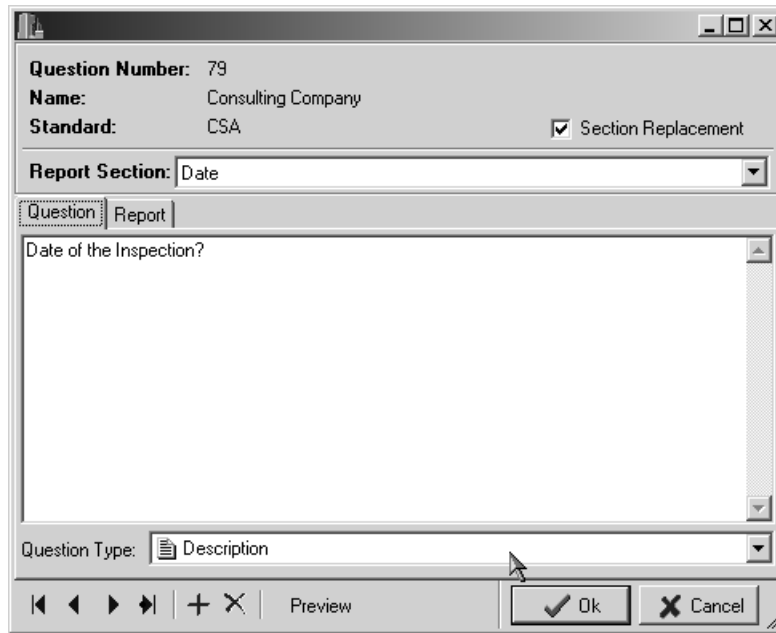 Question Number: 79
Name: Consulting Company
Standard: CSA
Section Replacement
Report Section: Date
Question Report
Date of the Inspection?
Question Type: Description
Preview Ok Cancel